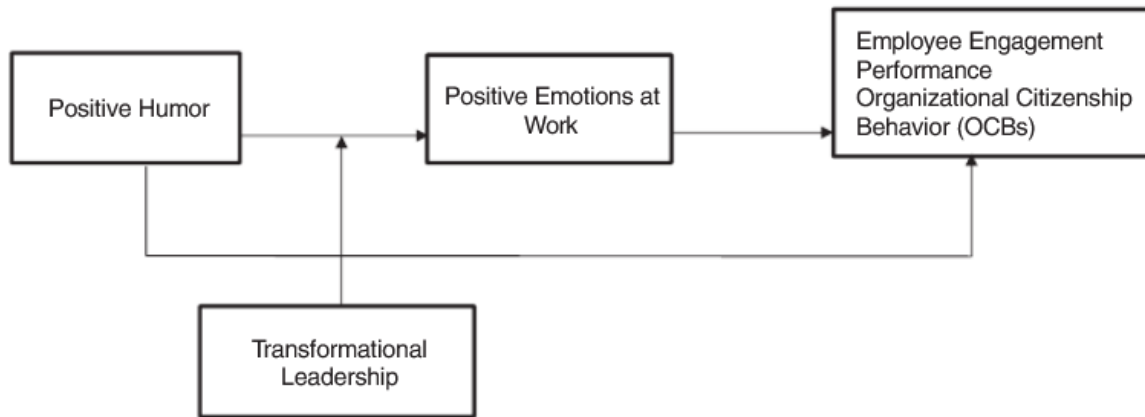 Positive Humor
Positive Emotions at
Work
Employee Engagement
Performance
Organizational Citizenship
Behavior (OCBs)
Transformational
Leadership